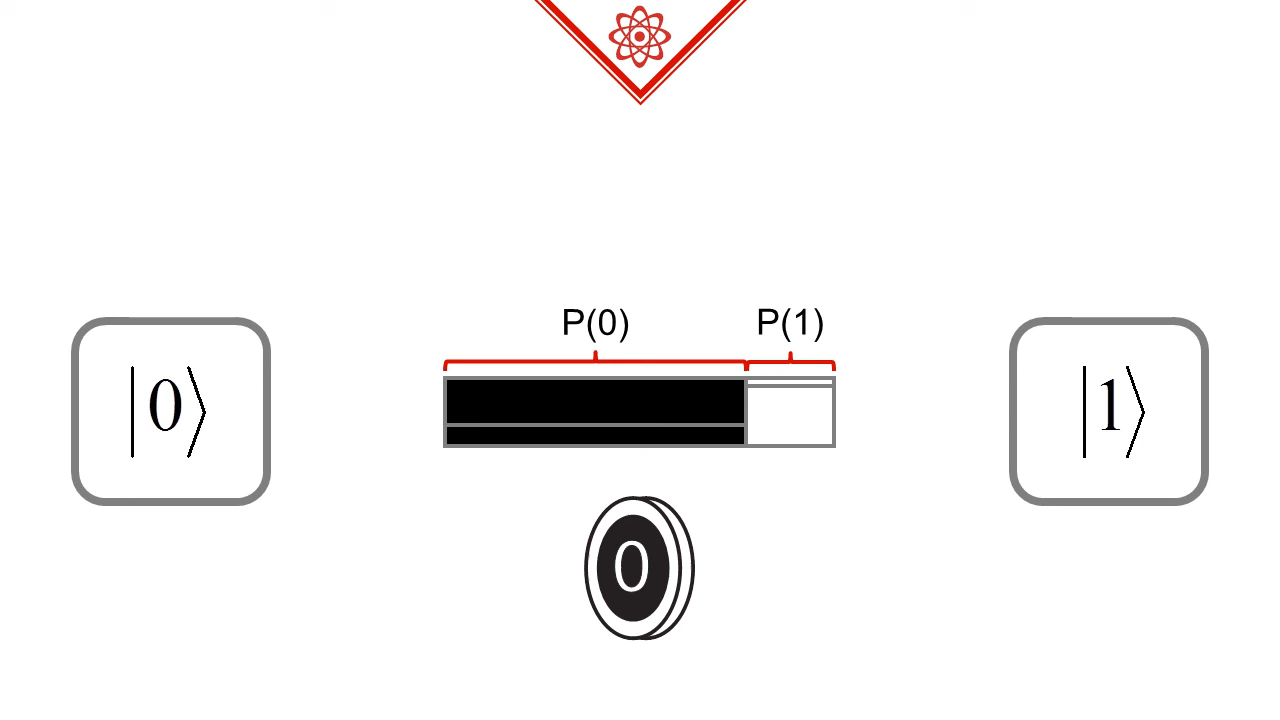 P(0) P(1)
|0⟩ |1⟩
0